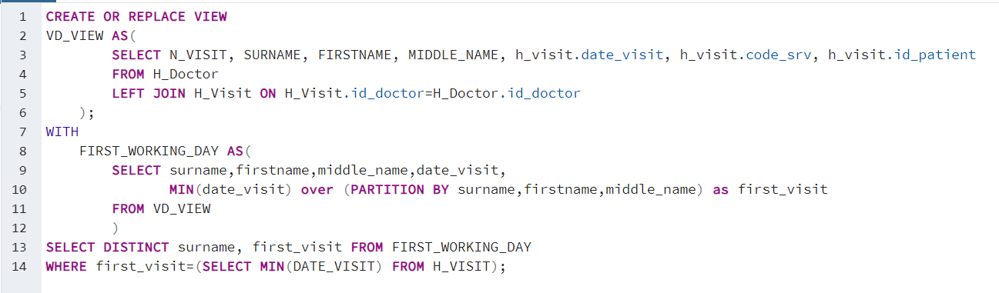 1 CREATE OR REPLACE VIEW
2 VD_VIEW AS(
3 SELECT N_VISIT, SURNAME, FIRSTNAME, MIDDLE_NAME, h_visit.date_visit, h_visit.code_srv, h_visit.id_patient
4 FROM H_Doctor
5 LEFT JOIN H_Visit ON H_Visit.id_doctor=H_Doctor.id_doctor
6 );
7 WITH
8 FIRST_WORKING_DAY AS(
9 SELECT surname,firstname,middle_name,date_visit,
10 MIN(date_visit) over (PARTITION BY surname,firstname,middle_name) as first_visit
11 FROM VD_VIEW
12 )
13 SELECT DISTINCT surname, first_visit FROM FIRST_WORKING_DAY
14 WHERE first_visit=(SELECT MIN(DATE_VISIT) FROM H_VISIT);